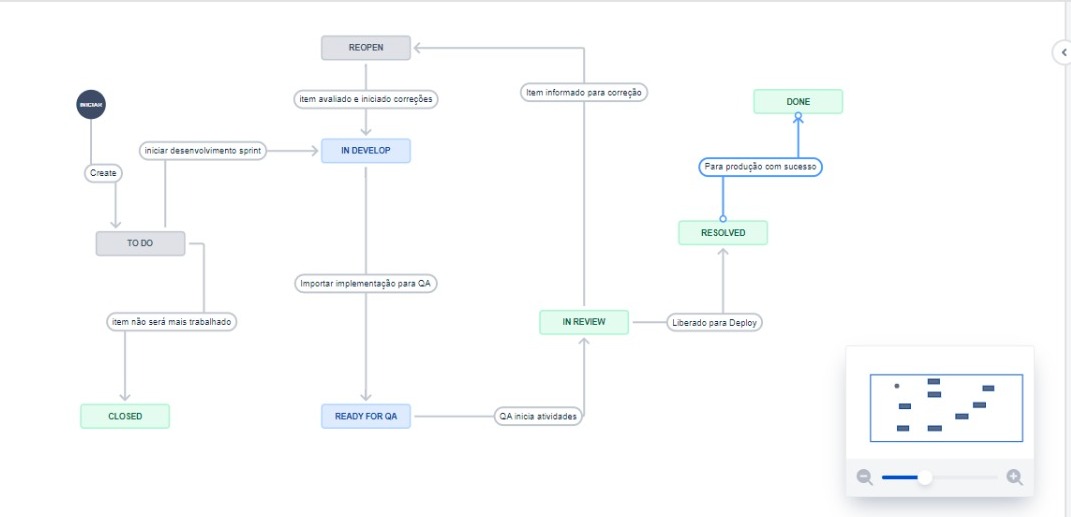 REOPEN
Item informado para correção
item avaliado e iniciado correções
DONE
INICIAR
iniciar desenvolvimento sprint
IN DEVELOP
Create
Para produção com sucesso
TO DO
RESOLVED
Importar implementação para QA
item não será mais trabalhado
IN REVIEW
Liberado para Deploy
CLOSED
READY FOR QA
QA inicia atividades